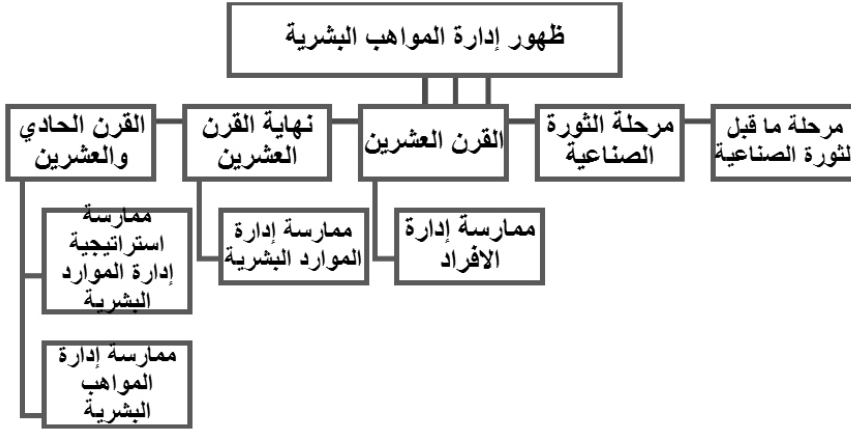 ظهور إدارة المواهب البشرية
مرحلة ما قبل
الثورة الصناعية
مرحلة الثورة
الصناعية
القرن العشرين
نهاية القرن
العشرين
القرن الحادي
والعشرين
ممارسة إدارة
الافراد
ممارسة إدارة
الموارد البشرية
ممارسة
استراتيجية
إدارة الموارد
البشرية
ممارسة إدارة
المواهب
البشرية